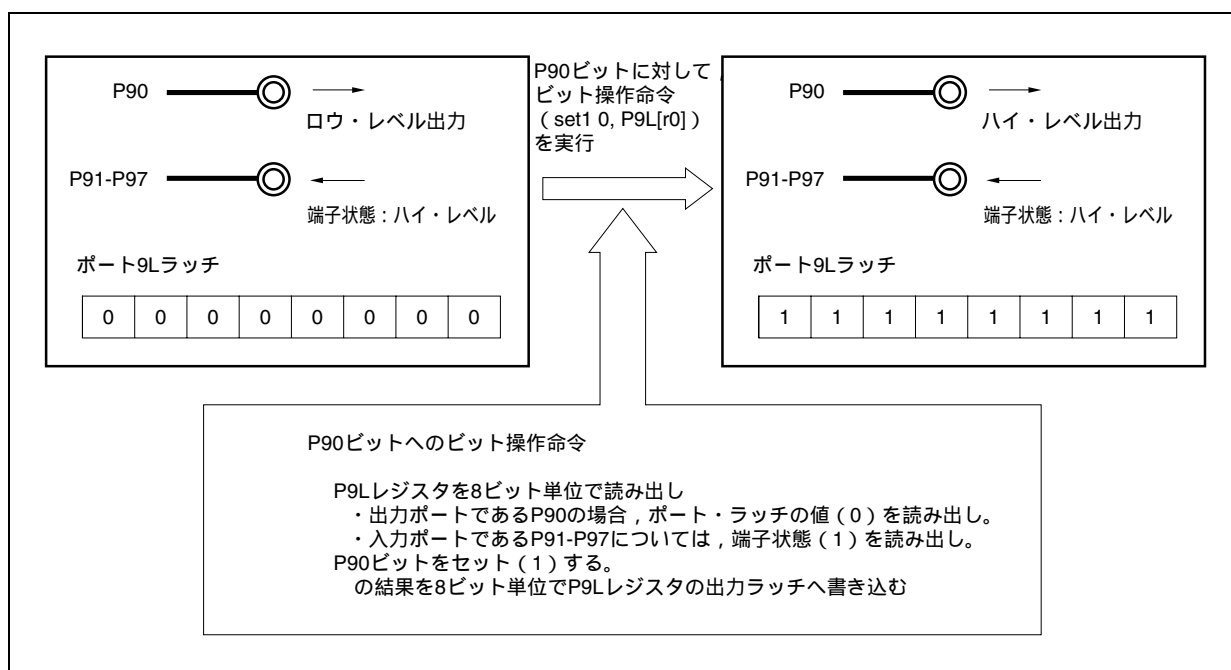 P90
ロウ・レベル出力
P91-P97
端子状態：ハイ・レベル
ポート9Lラッチ
0 0 0 0 0 0 0 0
P90ビットに対して，
ビット操作命令
（set1 0, P9L[r0]）
を実行
P90
ハイ・レベル出力
P91-P97
端子状態：ハイ・レベル
ポート9Lラッチ
1 1 1 1 1 1 1 1
P90ビットへのビット操作命令
P9Lレジスタを8ビット単位で読み出し
・出力ポートであるP90の場合，ポート・ラッチの値（0）を読み出し。
・入力ポートであるP91-P97については，端子状態（1）を読み出し。
P90ビットをセット（1）する。
の結果を8ビット単位でP9Lレジスタの出力ラッチへ書き込む